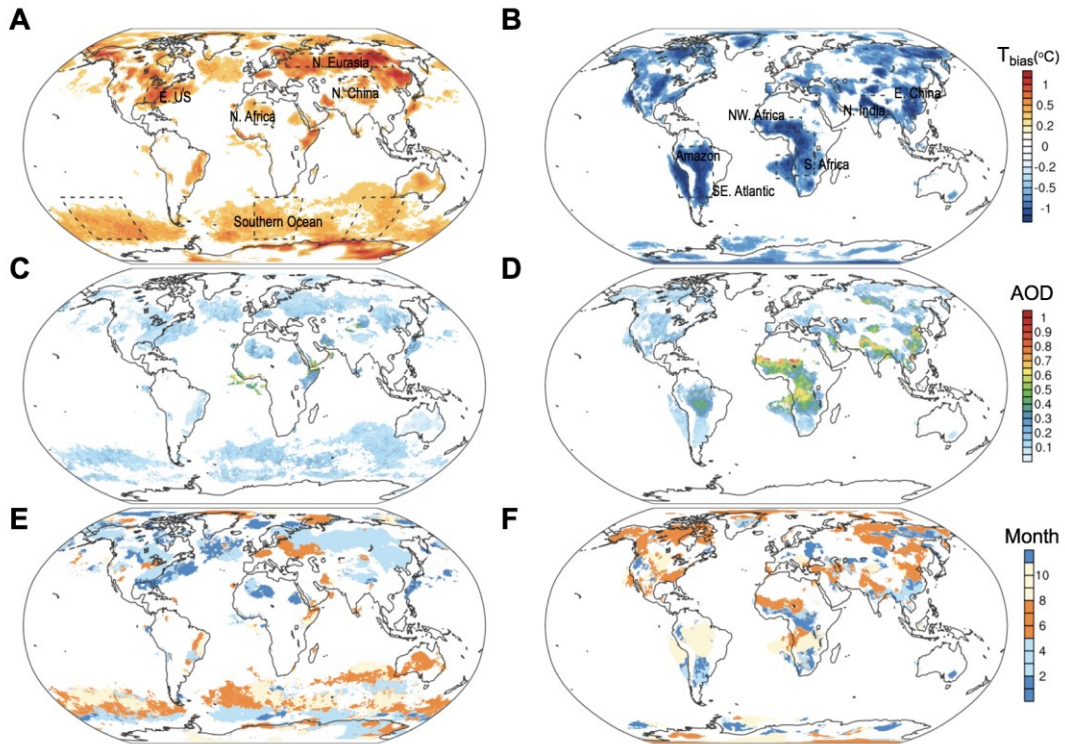 A
N. Eurasia
E. US
N. China
N. Africa
Southern Ocean
B
NW. Africa
N. India
E. China
Amazon
S. Africa
SE. Atlantic
Tbias(°C)
1
0.5
0.2
0
-0.2
-0.5
-1
C
D
AOD
1
0.9
0.8
0.7
0.6
0.5
0.4
0.3
0.2
0.1
E
F
Month
10
8
6
4
2